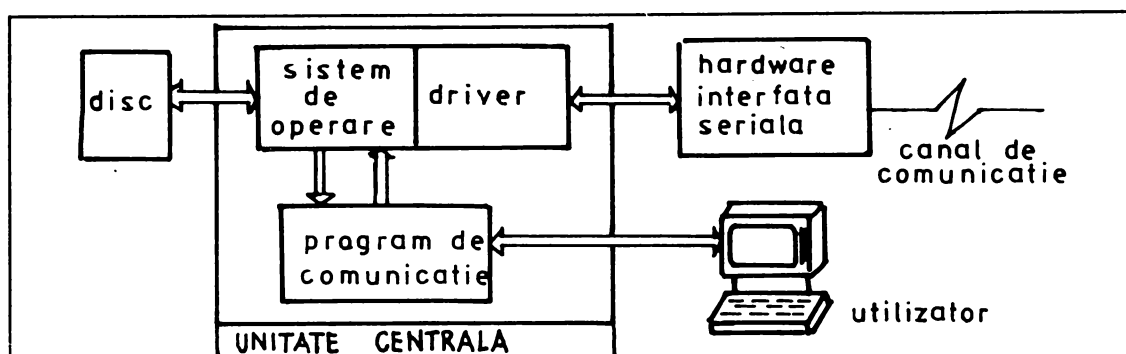 disc
sistem
de
operare
driver
hardware
interfata
seriala
canal de
comunicatie
program de
comunicatie
utilizator
UNITATE CENTRALA